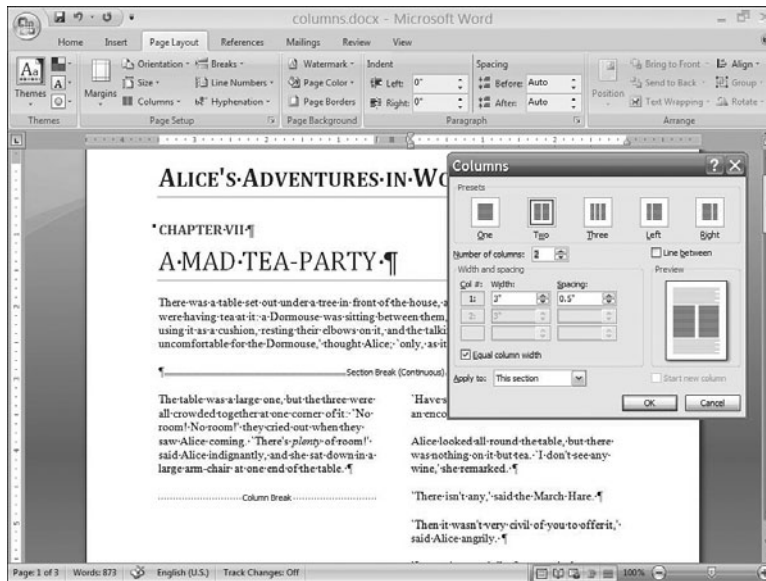 columns.docx - Microsoft Word
Home Insert Page Layout References Mailings Review View
Themes
Margins
Orientation
Size
Columns
Breaks
Line Numbers
Hyphenation
Watermark
Page Color
Page Borders
Indent
Left: 0"
Right: 0"
Spacing
Before: Auto
After: Auto
Position
Bring to Front
Send to Back
Text Wrapping
Align
Group
Rotate
Themes Page Setup Page Background Paragraph Arrange
ALICE'S·ADVENTURES·IN·WO
CHAPTER·VII·¶
A·MAD·TEA-PARTY·¶
There·was·a·table·set·out·under·a·tree·in·front·of·the·house,·a
were·having·tea·at·it:·a·Dormouse·was·sitting·between·them,
using·it·as·a·cushion,·resting·their·elbows·on·it,·and·the·talki
uncomfortable·for·the·Dormouse,'·thought·Alice;·`only,·as·it
¶ Section Break (Continuous)
The·table·was·a·large·one,·but·the·three·were·
all·crowded·together·at·one·corner·of·it:·`No·
room!·No·room!'·they·cried·out·when·they·
saw·Alice·coming.·`There's·plenty·of·room!'·
said·Alice·indignantly,·and·she·sat·down·in·a·
large·arm-chair·at·one·end·of·the·table.·¶
Column Break
`Have·s
an·enco
Alice·looked·all·round·the·table,·but·there·
was·nothing·on·it·but·tea.·`I·don't·see·any·
wine,'·she·remarked.·¶
`There·isn't·any,'·said·the·March·Hare.·¶
`Then·it·wasn't·very·civil·of·you·to·offer·it,'·
said·Alice·angrily.·¶
Columns
Presets
One Two Three Left Right
Number of columns: 2
Line between
Width and spacing
Preview
Col #: Width: Spacing:
1: 3" 0.5"
2: 3"
Equal column width
Apply to: This section
Start new column
OK Cancel
Page: 1 of 3 Words: 873 English (U.S.) Track Changes: Off 100%